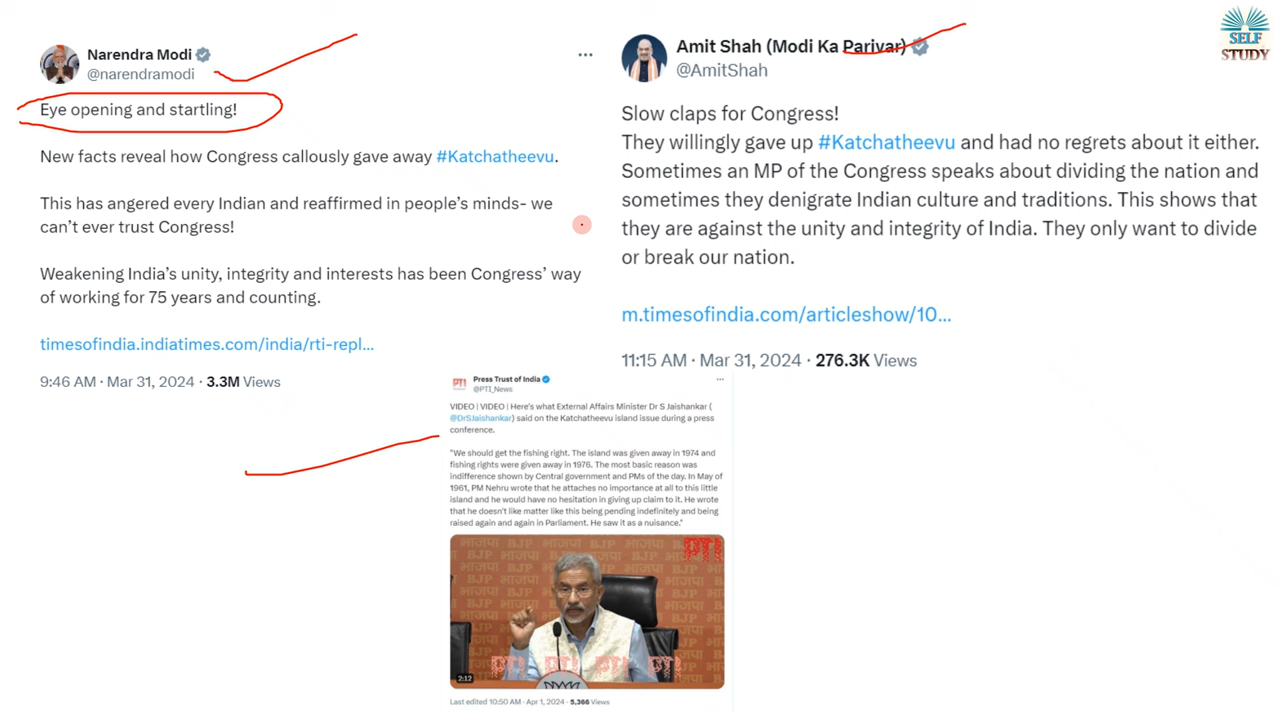 Narendra Modi
@narendramodi
Eye opening and startling!
New facts reveal how Congress callously gave away #Katchatheevu.
This has angered every Indian and reaffirmed in people's minds- we
can't ever trust Congress!
Weakening India's unity, integrity and interests has been Congress' way
of working for 75 years and counting.
timesofindia.indiatimes.com/india/rti-repl...
9:46 AM · Mar 31, 2024 · 3.3M Views
Amit Shah (Modi Ka Parivar)
@AmitShah
Slow claps for Congress!
They willingly gave up #Katchatheevu and had no regrets about it either.
Sometimes an MP of the Congress speaks about dividing the nation and
sometimes they denigrate Indian culture and traditions. This shows that
they are against the unity and integrity of India. They only want to divide
or break our nation.
m.timesofindia.com/articleshow/10...
11:15 AM · Mar 31, 2024 · 276.3K Views
SELF
STUDY
PTI
Press Trust of India
@PTI_News
VIDEO | VIDEO | Here's what External Affairs Minister Dr S Jaishankar (
@DrSJaishankar) said on the Katchatheevu island issue during a press
conference.
"We should get the fishing right. The island was given away in 1974 and
fishing rights were given away in 1976. The most basic reason was
indifference shown by Central government and PMs of the day. In May of
1961, PM Nehru wrote that he attaches no importance at all to this little
island and he would have no hesitation in giving up claim to it. He wrote
that he doesn't like matter like this being pending indefinitely and being
raised again and again in Parliament. He saw it as a nuisance."
BJP भाजपा BJP भाजपा BJP
PTI
PTI PTI PTI PTI
2:12
Last edited 10:50 AM · Apr 1, 2024 · 5,366 Views